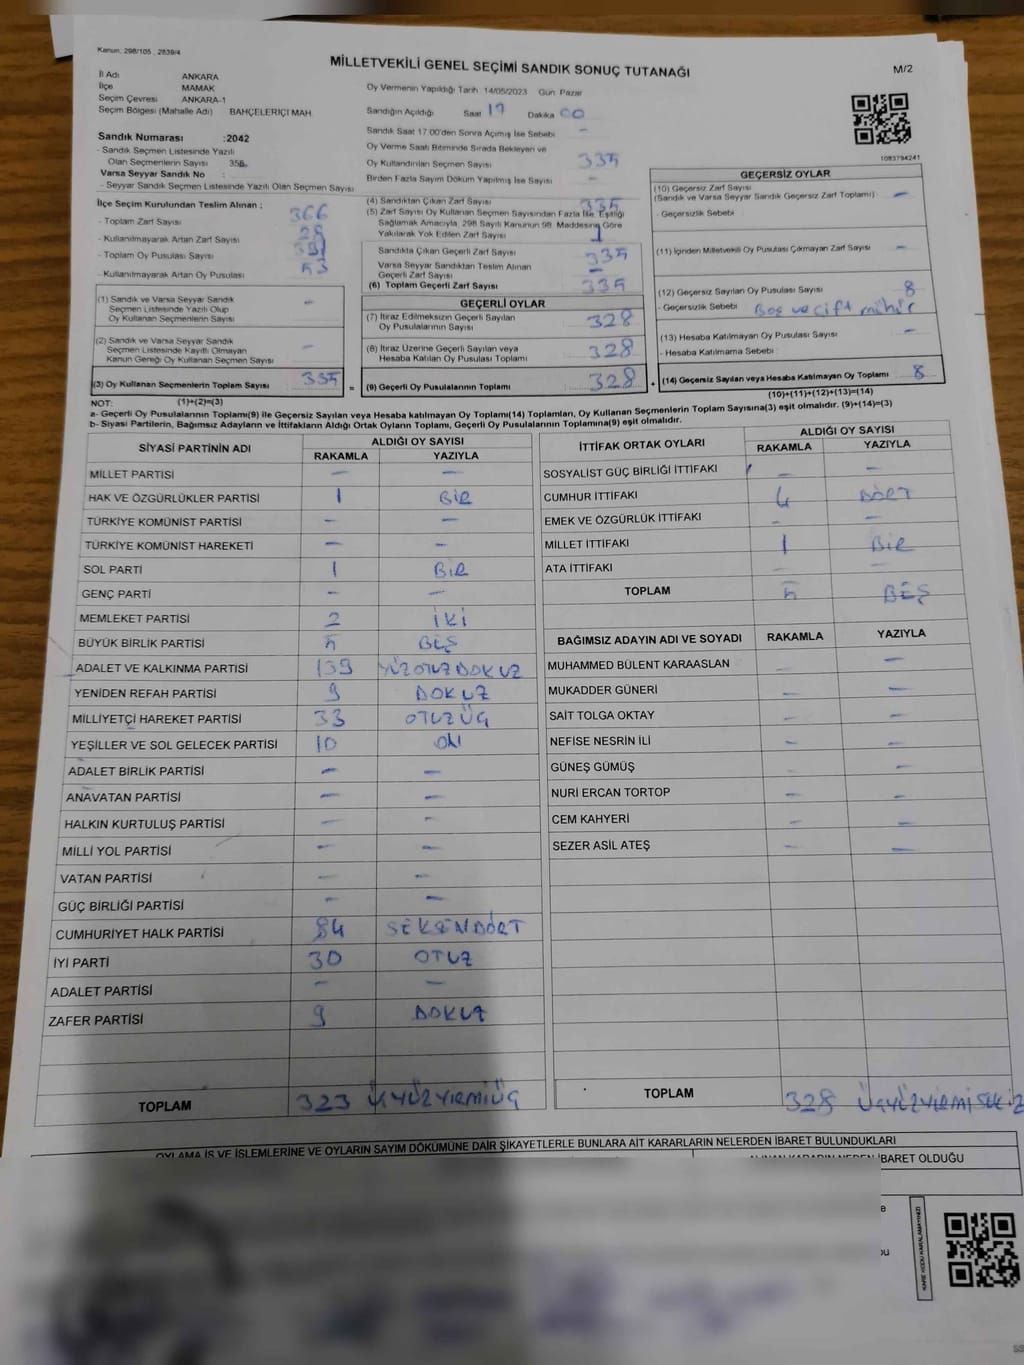 Kanun, 298/105, 2839/4
MİLLETVEKİLİ GENEL SEÇİMİ SANDIK SONUÇ TUTANAĞI
M/2
İl Adı ANKARA
İlçe MAMAK
Seçim Çevresi ANKARA-1
Seçim Bölgesi (Mahalle Adı) BAHÇELERİÇİ MAH
Oy Vermenin Yapıldığı Tarih 14/05/2023 Gün: Pazar
Sandığın Açıldığı Saat 17 Dakika 00
Sandık Saat 17:00'den Sonra Açımış İse Sebebi -
Oy Verme Saati Bitiminde Sırada Bekleyen ve
Oy Kullandırılan Seçmen Sayısı 335
Birden Fazla Sayım Döküm Yapılmış İse Sayısı -
Sandık Numarası :2042
- Sandık Seçmen Listesinde Yazılı
Olan Seçmenlerin Sayısı
Varsa Seyyar Sandık No :
- Seyyar Sandık Seçmen Listesinde Yazılı Olan Seçmen Sayısı
1083794241
İlçe Seçim Kurulundan Teslim Alınan ;
- Toplam Zarf Sayısı 366
- Kullanılmayarak Artan Zarf Sayısı
- Toplam Oy Pusulası
- Kullanılmayarak Artan Oy Pusulası 53
(1) Sandık ve Varsa Seyyar Sandık
Seçmen Listesinde Yazılı Olup
Oy Kullanan Seçmenlerin Sayısı -
(2) Sandık ve Varsa Seyyar Sandık
Seçmen Listesinde Kayıtlı Olmayan
Kanun Gereği Oy Kullanan Seçmen Sayısı -
(3) Oy Kullanan Seçmenlerin Toplam Sayısı 335 =
(4) Sandıktan Çıkan Zarf Sayısı 335
(5) Zarf Sayısı Oy Kullanan Seçmen Sayısından Fazla İse, Eşitliği
Sağlamak Amacıyla, 298 Sayılı Kanunun 98. Maddesine Göre
Yakılarak Yok Edilen Zarf Sayısı
Sandıkta Çıkan Geçerli Zarf Sayısı 335
Varsa Seyyar Sandıktan Teslim Alınan
Geçerli Zarf Sayısı -
(6) Toplam Geçerli Zarf Sayısı 335
GEÇERLİ OYLAR
(7) İtiraz Edilmeksizin Geçerli Sayılan
Oy Pusulalarının Sayısı 328
(8) İtiraz Üzerine Geçerli Sayılan veya
Hesaba Katılan Oy Pusulası Toplamı 328
(9) Geçerli Oy Pusulalarının Toplamı 328 +
GEÇERSİZ OYLAR
(10) Geçersiz Zarf Sayısı
(Sandık ve Varsa Seyyar Sandık Geçersiz Zarf Toplamı) -
- Geçersizlik Sebebi
(11) İçinden Milletvekili Oy Pusulası Çıkmayan Zarf Sayısı -
(12) Geçersiz Sayılan Oy Pusulası Sayısı 8
- Geçersizlik Sebebi Boş ve çift mühür
(13) Hesaba Katılmayan Oy Pusulası Sayısı -
- Hesaba Katılmama Sebebi
(14) Geçersiz Sayılan veya Hesaba Katılmayan Oy Toplamı 8
NOT: (1)+(2)=(3)
(10)+(11)+(12)+(13)=(14)
a- Geçerli Oy Pusulalarının Toplamı(9) ile Geçersiz Sayılan veya Hesaba katılmayan Oy Toplamı(14) Toplamları, Oy Kullanan Seçmenlerin Toplam Sayısına(3) eşit olmalıdır. (9)+(14)=(3)
b- Siyasi Partilerin, Bağımsız Adayların ve İttifakların Aldığı Ortak Oyların Toplamı, Geçerli Oy Pusulalarının Toplamına(9) eşit olmalıdır.
SİYASİ PARTİNİN ADI ALDIĞI OY SAYISI
RAKAMLA YAZIYLA
MİLLET PARTİSİ - -
HAK VE ÖZGÜRLÜKLER PARTİSİ 1 BİR
TÜRKİYE KOMÜNİST PARTİSİ - -
TÜRKİYE KOMÜNİST HAREKETİ - -
SOL PARTİ 1 BIR
GENÇ PARTİ - -
MEMLEKET PARTİSİ 2 İKİ
BÜYÜK BİRLİK PARTİSİ 5 BEŞ
ADALET VE KALKINMA PARTİSİ 139 YÜZOTUZDOKUZ
YENİDEN REFAH PARTİSİ 9 DOKUZ
MİLLİYETÇİ HAREKET PARTİSİ 33 OTUZÜÇ
YEŞİLLER VE SOL GELECEK PARTİSİ 10 ON
ADALET BİRLİK PARTİSİ - -
ANAVATAN PARTİSİ - -
HALKIN KURTULUŞ PARTİSİ - -
MİLLİ YOL PARTİSİ - -
VATAN PARTİSİ - -
GÜÇ BİRLİĞİ PARTİSİ - -
CUMHURİYET HALK PARTİSİ 84 SEKSENDÖRT
İYİ PARTİ 30 OTUZ
ADALET PARTİSİ - -
ZAFER PARTİSİ 9 DOKUZ
TOPLAM 323 ÜÇYÜZYİRMİÜÇ
İTTİFAK ORTAK OYLARI ALDIĞI OY SAYISI
RAKAMLA YAZIYLA
SOSYALİST GÜÇ BİRLİĞİ İTTİFAKI - -
CUMHUR İTTİFAKI 4 DÖRT
EMEK VE ÖZGÜRLÜK İTTİFAKI - -
MİLLET İTTİFAKI 1 BİR
ATA İTTİFAKI - -
TOPLAM 5 BEŞ
BAĞIMSIZ ADAYIN ADI VE SOYADI RAKAMLA YAZIYLA
MUHAMMED BÜLENT KARAASLAN - -
MUKADDER GÜNERİ - -
SAİT TOLGA OKTAY - -
NEFİSE NESRİN İLİ - -
GÜNEŞ GÜMÜŞ - -
NURİ ERCAN TORTOP - -
CEM KAHYERİ - -
SEZER ASİL ATEŞ - -
TOPLAM 328 ÜÇYÜZYİRMİSEKİZ
OYLAMA İŞ VE İŞLEMLERİNE VE OYLARIN SAYIM DÖKÜMÜNE DAİR ŞİKAYETLERLE BUNLARA AİT KARARLARIN NELERDEN İBARET BULUNDUKLARI
ALINAN KARARIN NEDEN İBARET OLDUĞU
KARE KODU KARALAMAYINIZ!